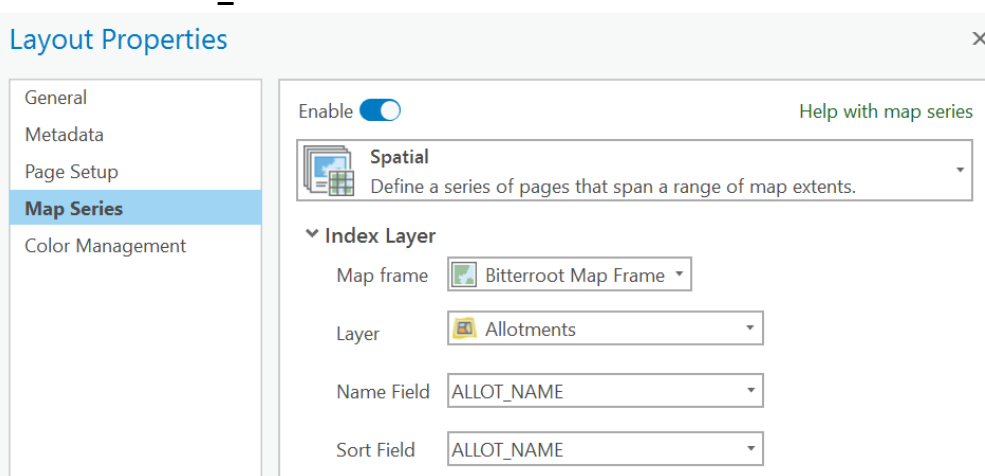 Layout Properties
General
Metadata
Page Setup
Map Series
Color Management
Enable
Help with map series
Spatial
Define a series of pages that span a range of map extents.
Index Layer
Map frame Bitterroot Map Frame
Layer Allotments
Name Field ALLOT_NAME
Sort Field ALLOT_NAME